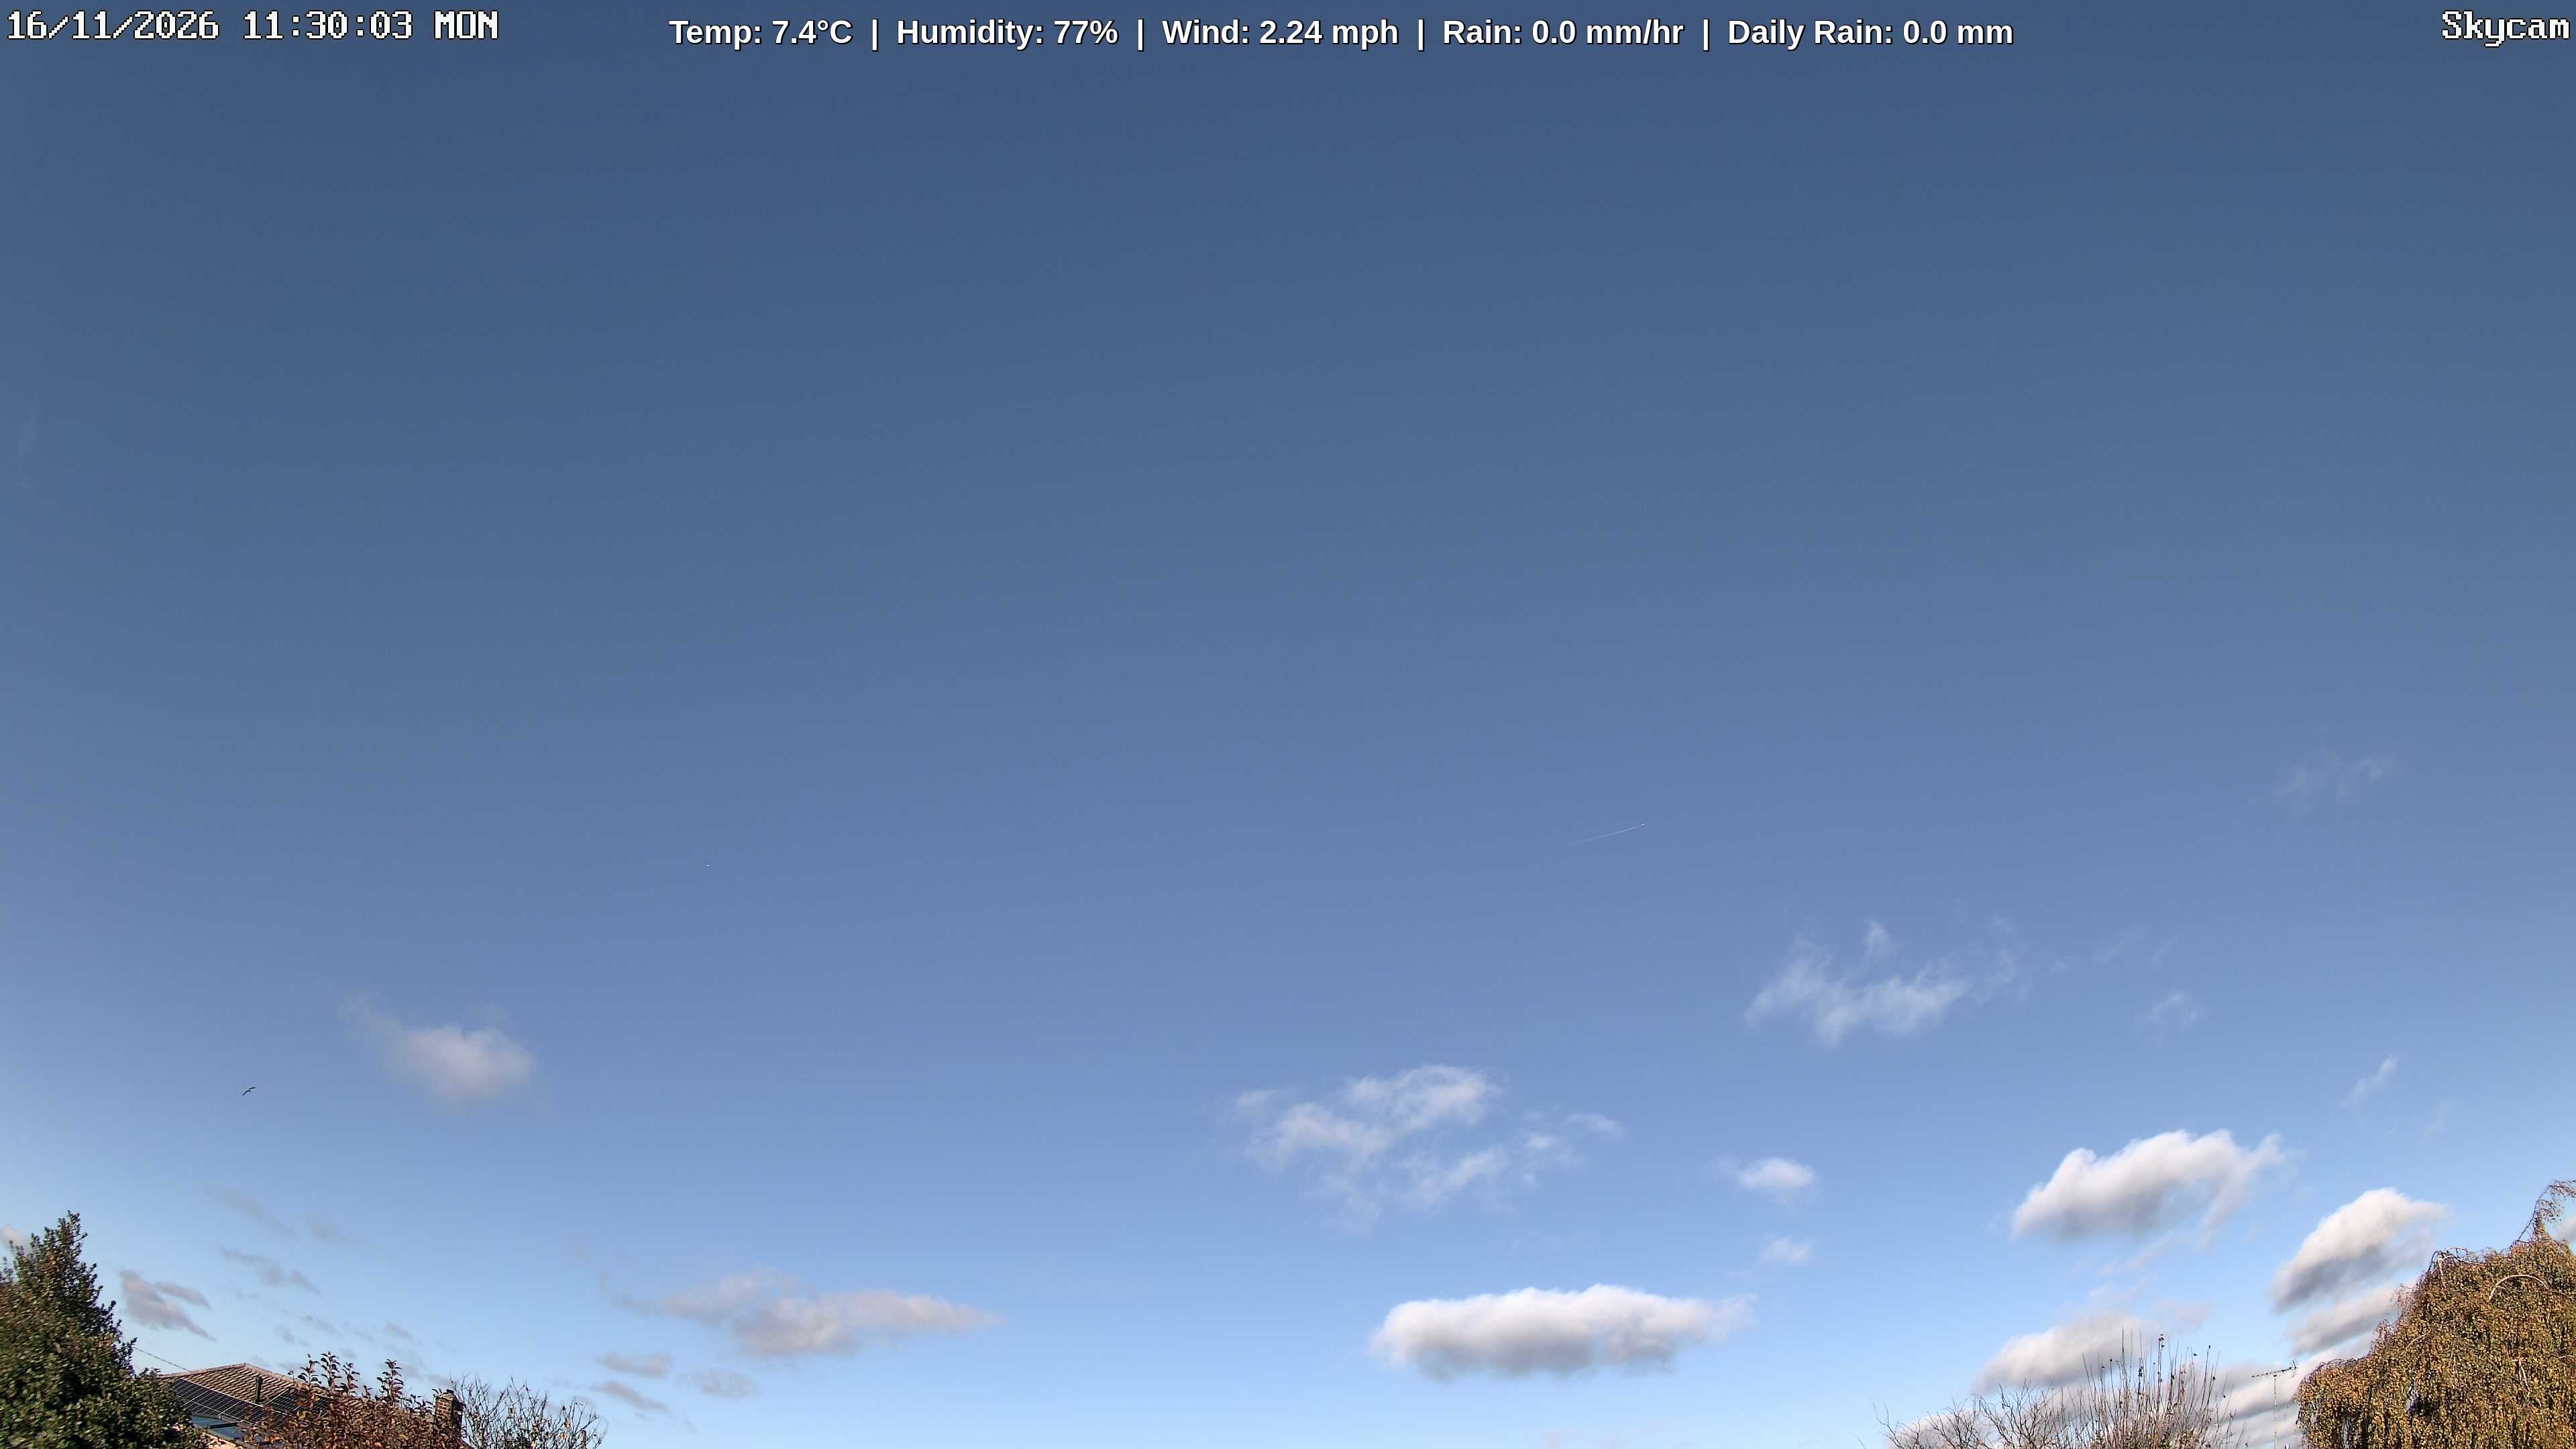 16/11/2026 11:30:03 MON
Temp: 7.4°C | Humidity: 77% | Wind: 2.24 mph | Rain: 0.0 mm/hr | Daily Rain: 0.0 mm
Skycam